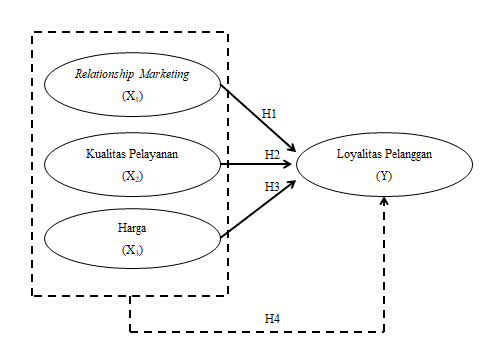 Relationship Marketing
(X₁)
H1
Kualitas Pelayanan
(X₂)
H2
Loyalitas Pelanggan
(Y)
H3
Harga
(X₃)
H4